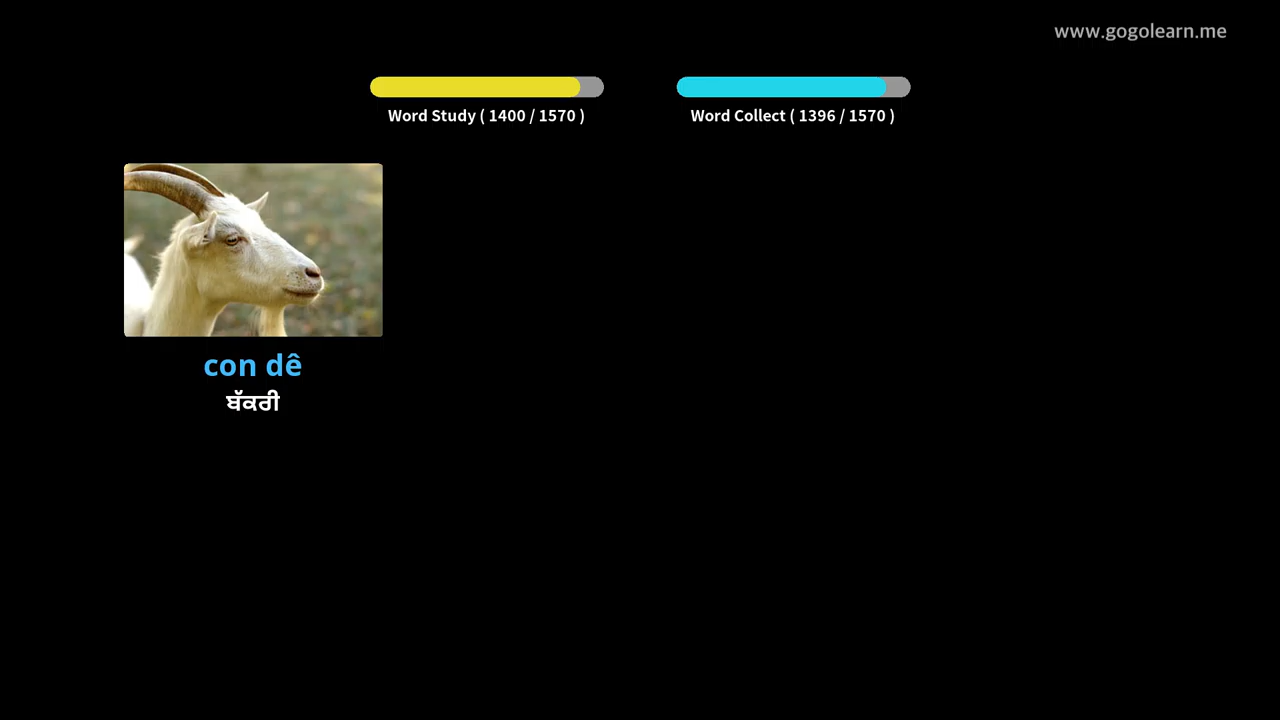 www.gogolearn.me
Word Study ( 1400 / 1570 )
Word Collect ( 1396 / 1570 )
con dê
ਬੱਕਰੀ